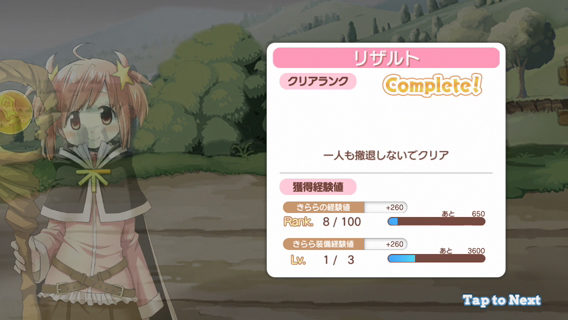 リザルト
クリアランク
Complete!
一人も撤退しないでクリア
獲得経験値
きららの経験値 +260
Rank. 8 / 100 あと 650
きらら装備経験値 +260
Lv. 1 / 3 あと 3600
Tap to Next